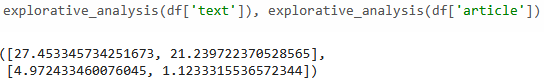 explorative_analysis(df['text']), explorative_analysis(df['article'])
([27.453345734251673, 21.239722370528565],
[4.972433460076045, 1.1233315536572344])